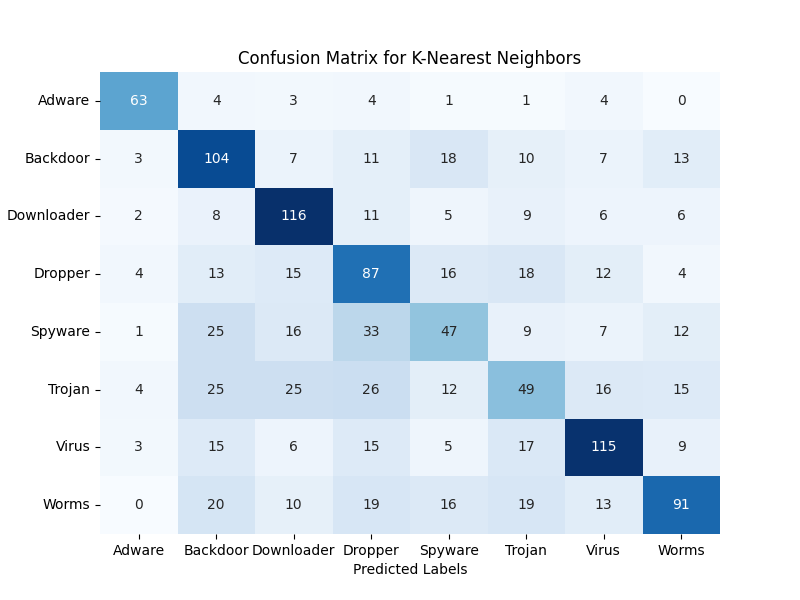 Confusion Matrix for K-Nearest Neighbors
Adware 63 4 3 4 1 1 4 0
Backdoor 3 104 7 11 18 10 7 13
Downloader 2 8 116 11 5 9 6 6
Dropper 4 13 15 87 16 18 12 4
Spyware 1 25 16 33 47 9 7 12
Trojan 4 25 25 26 12 49 16 15
Virus 3 15 6 15 5 17 115 9
Worms 0 20 10 19 16 19 13 91
Adware Backdoor Downloader Dropper Spyware Trojan Virus Worms
Predicted Labels